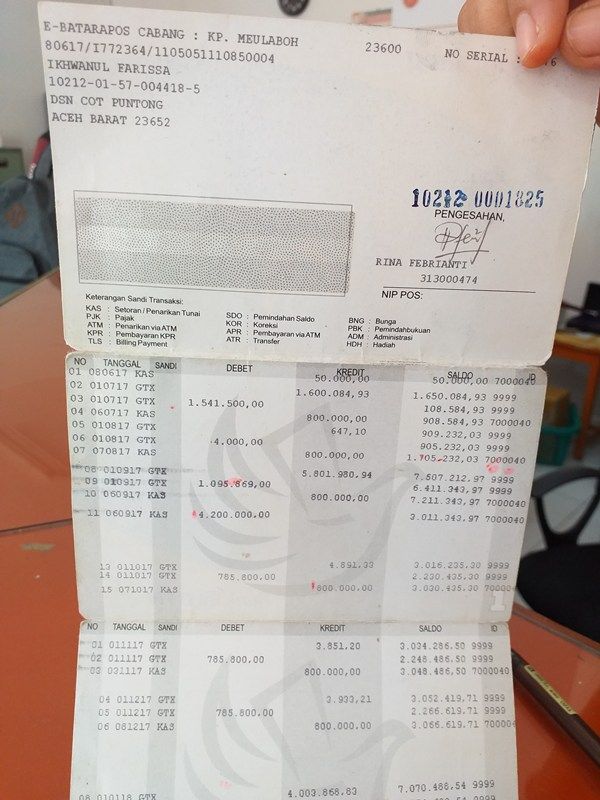 E-BATARAPOS CABANG : KP. MEULABOH 23600 NO SERIAL :
80617/I772364/1105051110850004
IKHWANUL FARISSA
10212-01-57-004418-5
DSN COT PUNTONG
ACEH BARAT 23652
10212 0001825
PENGESAHAN,
RINA FEBRIANTI
313000474
NIP POS:
Keterangan Sandi Transaksi:
KAS : Setoran / Penarikan Tunai SDO : Pemindahan Saldo BNG : Bunga
PJK : Pajak KOR : Koreksi PBK : Pemindahbukuan
ATM : Penarikan via ATM APR : Pembayaran via ATM ADM : Administrasi
KPR : Pembayaran KPR ATR : Transfer HDH : Hadiah
TLS : Billing Payment
NO TANGGAL SANDI DEBET KREDIT SALDO ID
01 080617 KAS 50.000,00 50.000,00 7000040
02 010717 GTX 1.600.084,93 1.650.084,93 9999
03 010717 GTX 1.541.500,00 108.584,93 9999
04 060717 KAS 800.000,00 908.584,93 7000040
05 010817 GTX 647,10 909.232,03 9999
06 010817 GTX 4.000,00 905.232,03 9999
07 070817 KAS 800.000,00 1.705.232,03 7000040
08 010917 GTX 5.801.980,94 7.507.212,97 9999
09 010917 GTX 1.095.869,00 6.411.343,97 9999
10 060917 KAS 800.000,00 7.211.343,97 7000040
11 060917 KAS 4.200.000,00 3.011.343,97 7000040
13 011017 GTX 4.891,33 3.016.235,30 9999
14 011017 GTX 785.800,00 2.230.435,30 9999
15 071017 KAS 800.000,00 3.030.435,30 7000040
1
NO TANGGAL SANDI DEBET KREDIT SALDO ID
01 011117 GTX 3.851,20 3.034.286,50 9999
02 011117 GTX 785.800,00 2.248.486,50 9999
03 031117 KAS 800.000,00 3.048.486,50 7000040
04 011217 GTX 3.933,21 3.052.419,71 9999
05 011217 GTX 785.800,00 2.266.619,71 9999
06 081217 KAS 800.000,00 3.066.619,71 700004
08 010118 GTX 4.003.868,83 7.070.488,54 9999